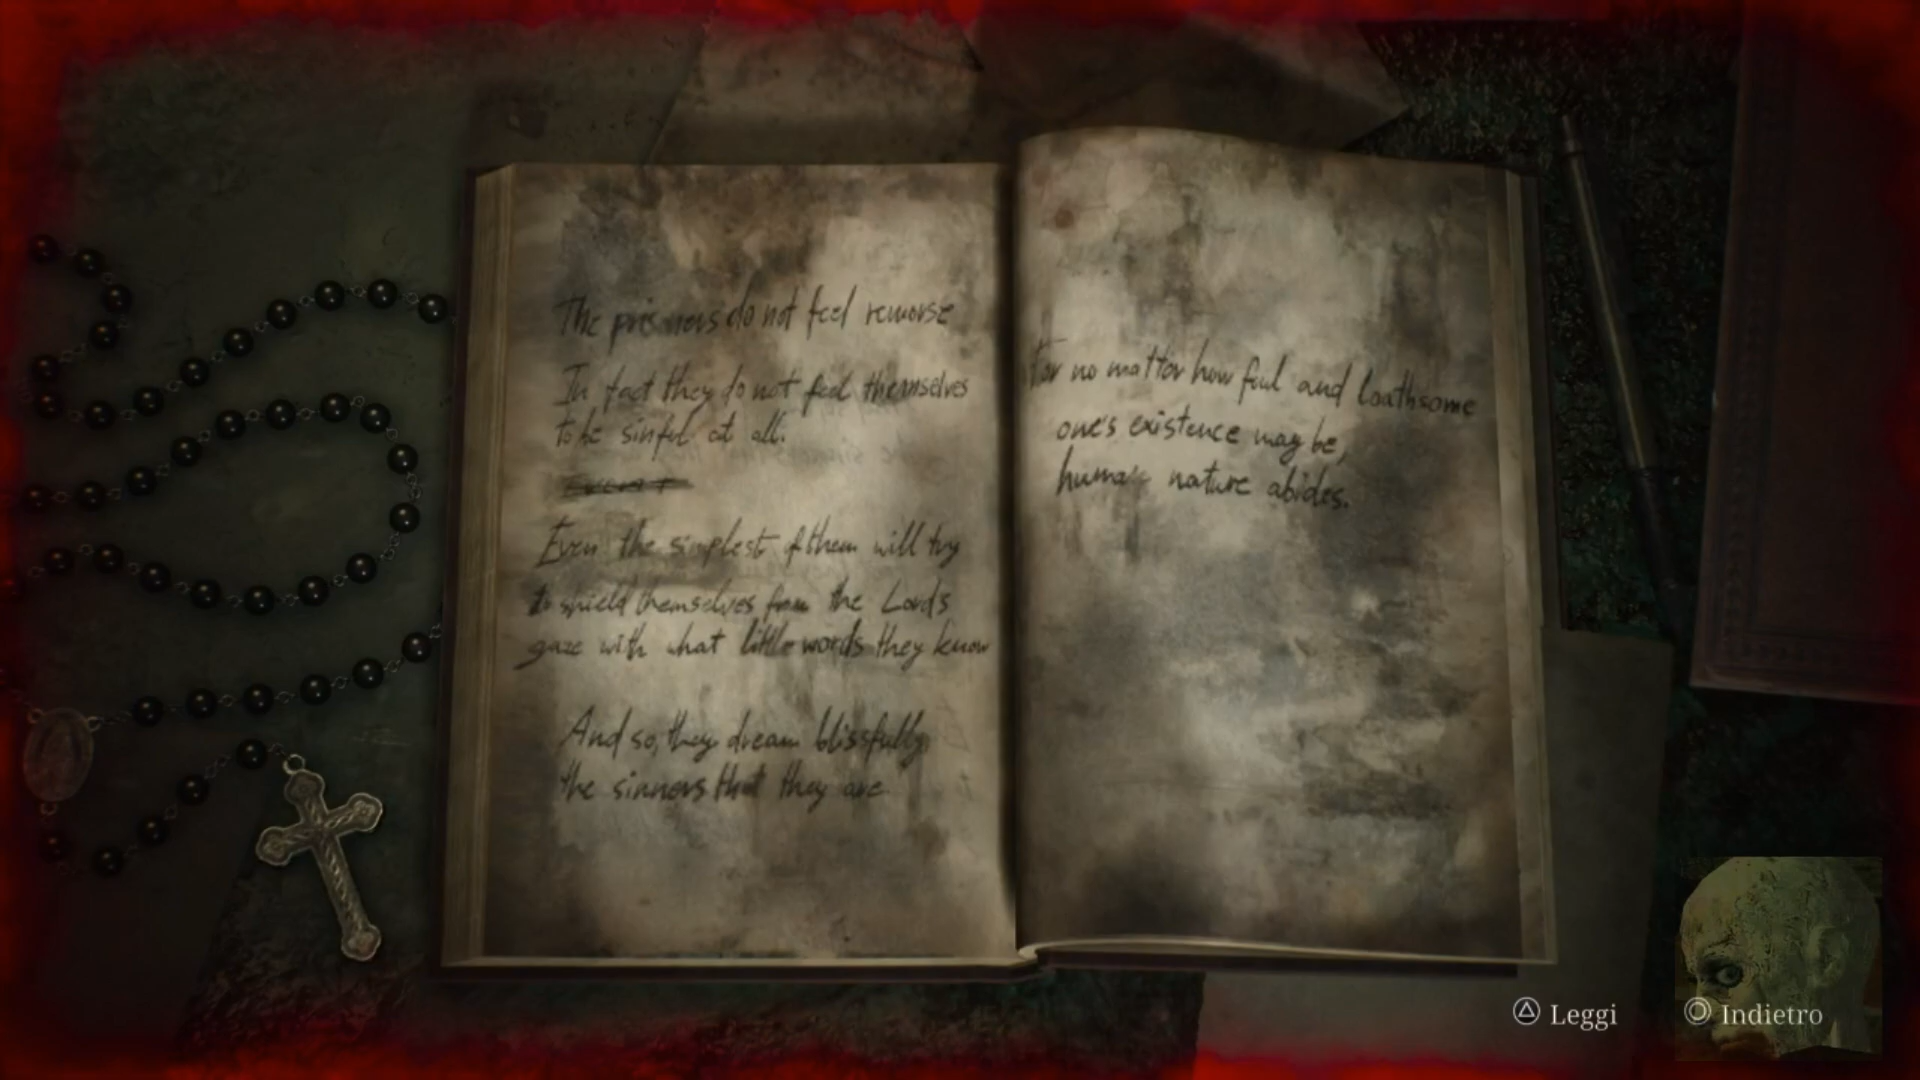 The prisoners do not feel remorse
In fact they do not feel themselves
to be sinful at all.
Even the simplest of them will try
to shield themselves from the Lord's
gaze with what little words they know
And so, they dream blissfully,
the sinners that they are
For no matter how foul and loathsome
one's existence may be,
human nature abides.
Leggi
Indietro